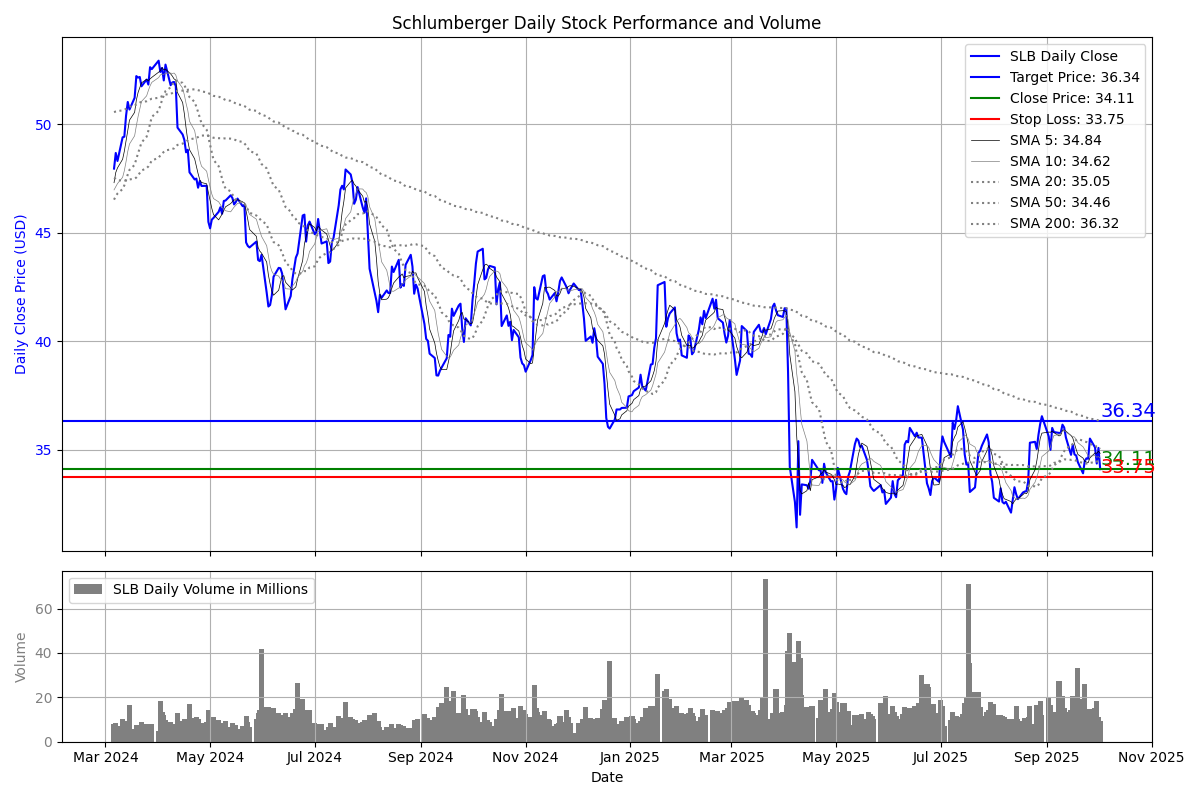 Schlumberger Daily Stock Performance and Volume
Daily Close Price (USD)
50
45
40
35
SLB Daily Close
Target Price: 36.34
Close Price: 34.11
Stop Loss: 33.75
SMA 5: 34.84
SMA 10: 34.62
SMA 20: 35.05
SMA 50: 34.46
SMA 200: 36.32
36.34
34.11
33.75
SLB Daily Volume in Millions
Volume
60
40
20
0
Mar 2024 May 2024 Jul 2024 Sep 2024 Nov 2024 Jan 2025 Mar 2025 May 2025 Jul 2025 Sep 2025 Nov 2025
Date